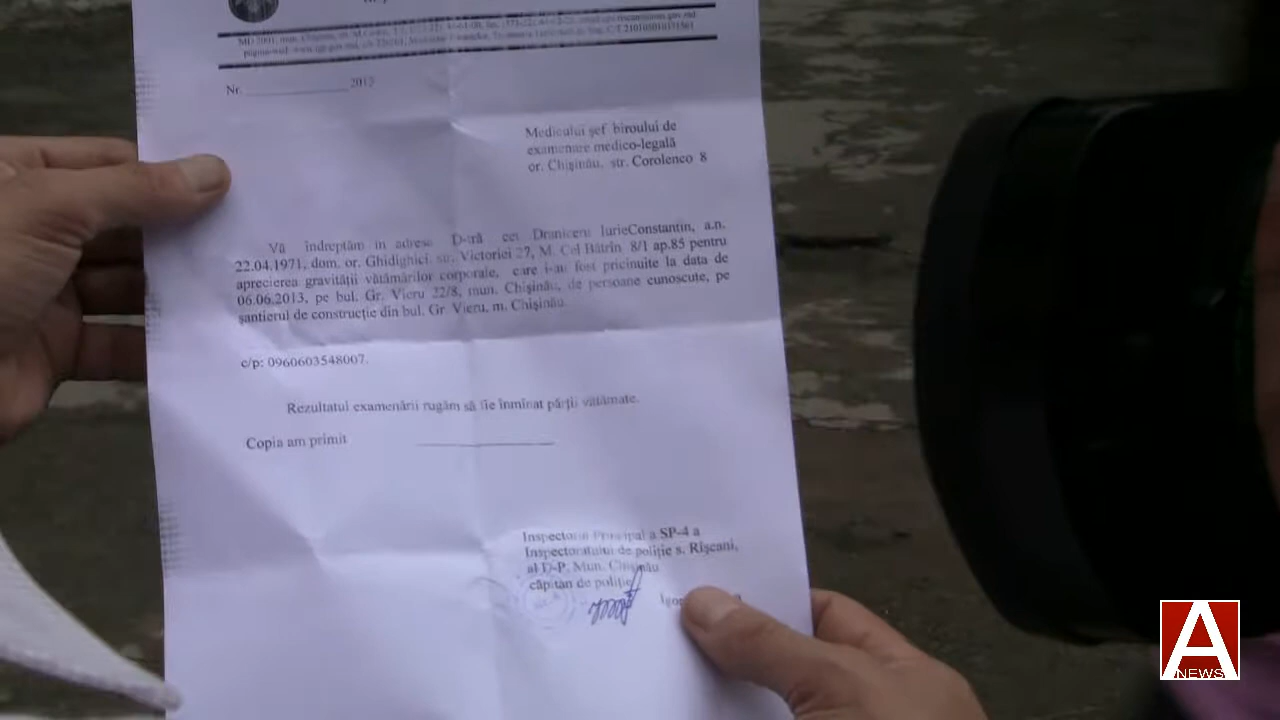 Nr. ____________ 2013
Medicului şef biroului de
examenare medico-legală
or. Chişinău, str. Corolenco 8
Vă îndreptăm în adresa D-tră cet Draniceru IurieConstantin, a.n.
22.04.1971, dom. or. Ghidighici str. Victoriei 27, M. Cel Bătrîn 8/1 ap.85 pentru
aprecierea gravităţii vătămărilor corporale, care i-au fost pricinuite la data de
06.06.2013, pe bul. Gr. Vieru 22/8, mun. Chişinău, de persoane cunoscute, pe
şantierul de construcţie din bul. Gr Vieru, m. Chişinău.
c/p: 0960603548007.
Rezultatul examenării rugăm să fie înminat părţii vătămate.
Copia am primit ____________
Inspectorul Principal a SP-4 a
Inspectoratului de poliţie s. Rîşcani,
al D-P. Mun. Chişinău
căpitan de poliţie
A
NEWS